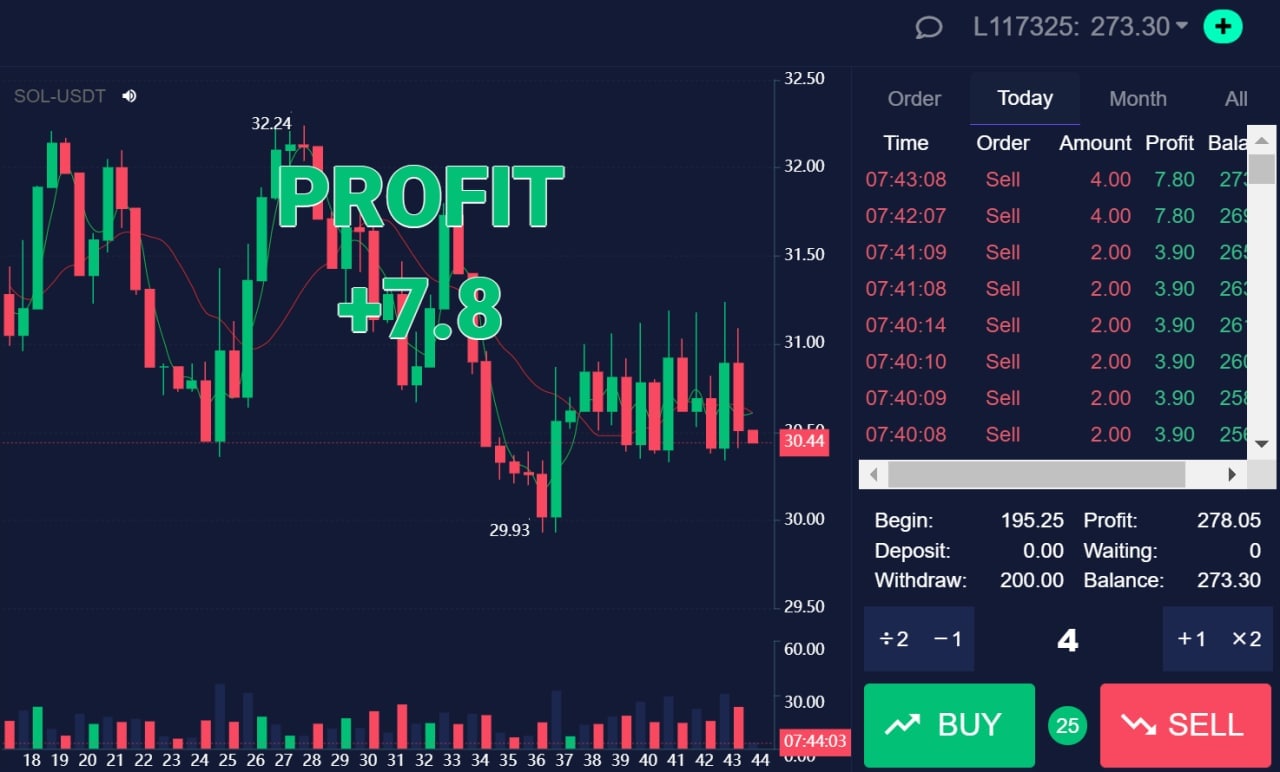 L117325: 273.30
SOL-USDT
32.24
PROFIT
+7.8
29.93
32.50
32.00
31.50
31.00
30.44
30.00
29.50
60.00
30.00
07:44:03
0.00
18 19 20 21 22 23 24 25 26 27 28 29 30 31 32 33 34 35 36 37 38 39 40 41 42 43 44
Order Today Month All
Time Order Amount Profit Bala
07:43:08 Sell 4.00 7.80 273
07:42:07 Sell 4.00 7.80 269
07:41:09 Sell 2.00 3.90 265
07:41:08 Sell 2.00 3.90 263
07:40:14 Sell 2.00 3.90 261
07:40:10 Sell 2.00 3.90 260
07:40:09 Sell 2.00 3.90 258
07:40:08 Sell 2.00 3.90 256
Begin: 195.25 Profit: 278.05
Deposit: 0.00 Waiting: 0
Withdraw: 200.00 Balance: 273.30
÷2 −1 4 +1 ×2
BUY 25 SELL